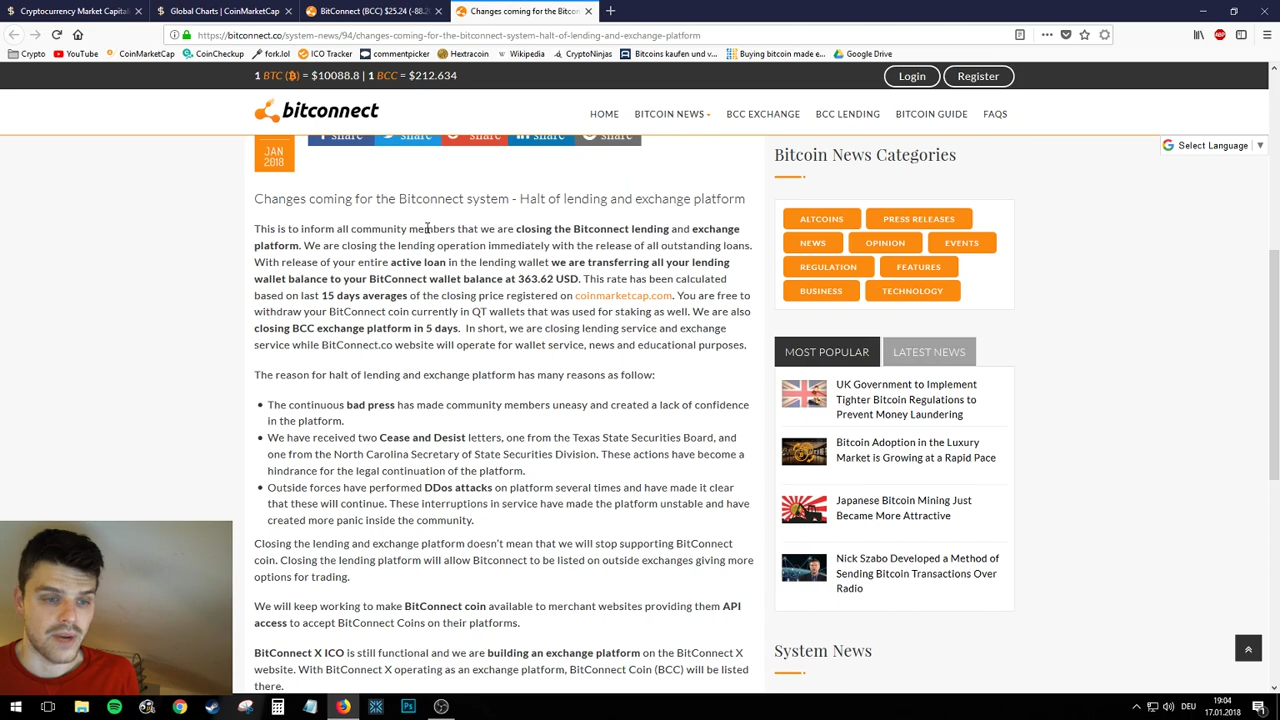 Cryptocurrency Market Capital
Global Charts | CoinMarketCap
BitConnect (BCC) $25.24 (-88.20
Changes coming for the Bitcon
https://bitconnect.co/system-news/94/changes-coming-for-the-bitconnect-system-halt-of-lending-and-exchange-platform
Crypto
YouTube
CoinMarketCap
CoinCheckup
fork.lol
ICO Tracker
commentpicker
Hextracoin
Wikipedia
CryptoNinjas
Bitcoins kaufen und v...
Buying bitcoin made e...
Google Drive
1 BTC (Ƀ) = $10088.8 | 1 BCC = $212.634
Login
Register
bitconnect
HOME
BITCOIN NEWS
BCC EXCHANGE
BCC LENDING
BITCOIN GUIDE
FAQS
Select Language
JAN
2018
share
share
share
share
share
Changes coming for the Bitconnect system - Halt of lending and exchange platform
This is to inform all community members that we are closing the Bitconnect lending and exchange
platform. We are closing the lending operation immediately with the release of all outstanding loans.
With release of your entire active loan in the lending wallet we are transferring all your lending
wallet balance to your BitConnect wallet balance at 363.62 USD. This rate has been calculated
based on last 15 days averages of the closing price registered on coinmarketcap.com. You are free to
withdraw your BitConnect coin currently in QT wallets that was used for staking as well. We are also
closing BCC exchange platform in 5 days. In short, we are closing lending service and exchange
service while BitConnect.co website will operate for wallet service, news and educational purposes.
The reason for halt of lending and exchange platform has many reasons as follow:
• The continuous bad press has made community members uneasy and created a lack of confidence
in the platform.
• We have received two Cease and Desist letters, one from the Texas State Securities Board, and
one from the North Carolina Secretary of State Securities Division. These actions have become a
hindrance for the legal continuation of the platform.
• Outside forces have performed DDos attacks on platform several times and have made it clear
that these will continue. These interruptions in service have made the platform unstable and have
created more panic inside the community.
Closing the lending and exchange platform doesn't mean that we will stop supporting BitConnect
coin. Closing the lending platform will allow Bitconnect to be listed on outside exchanges giving more
options for trading.
We will keep working to make BitConnect coin available to merchant websites providing them API
access to accept BitConnect Coins on their platforms.
BitConnect X ICO is still functional and we are building an exchange platform on the BitConnect X
website. With BitConnect X operating as an exchange platform, BitConnect Coin (BCC) will be listed
there.
Bitcoin News Categories
ALTCOINS
PRESS RELEASES
NEWS
OPINION
EVENTS
REGULATION
FEATURES
BUSINESS
TECHNOLOGY
MOST POPULAR
LATEST NEWS
UK Government to Implement
Tighter Bitcoin Regulations to
Prevent Money Laundering
Bitcoin Adoption in the Luxury
Market is Growing at a Rapid Pace
Japanese Bitcoin Mining Just
Became More Attractive
Nick Szabo Developed a Method of
Sending Bitcoin Transactions Over
Radio
System News
DEU
19:04
17.01.2018